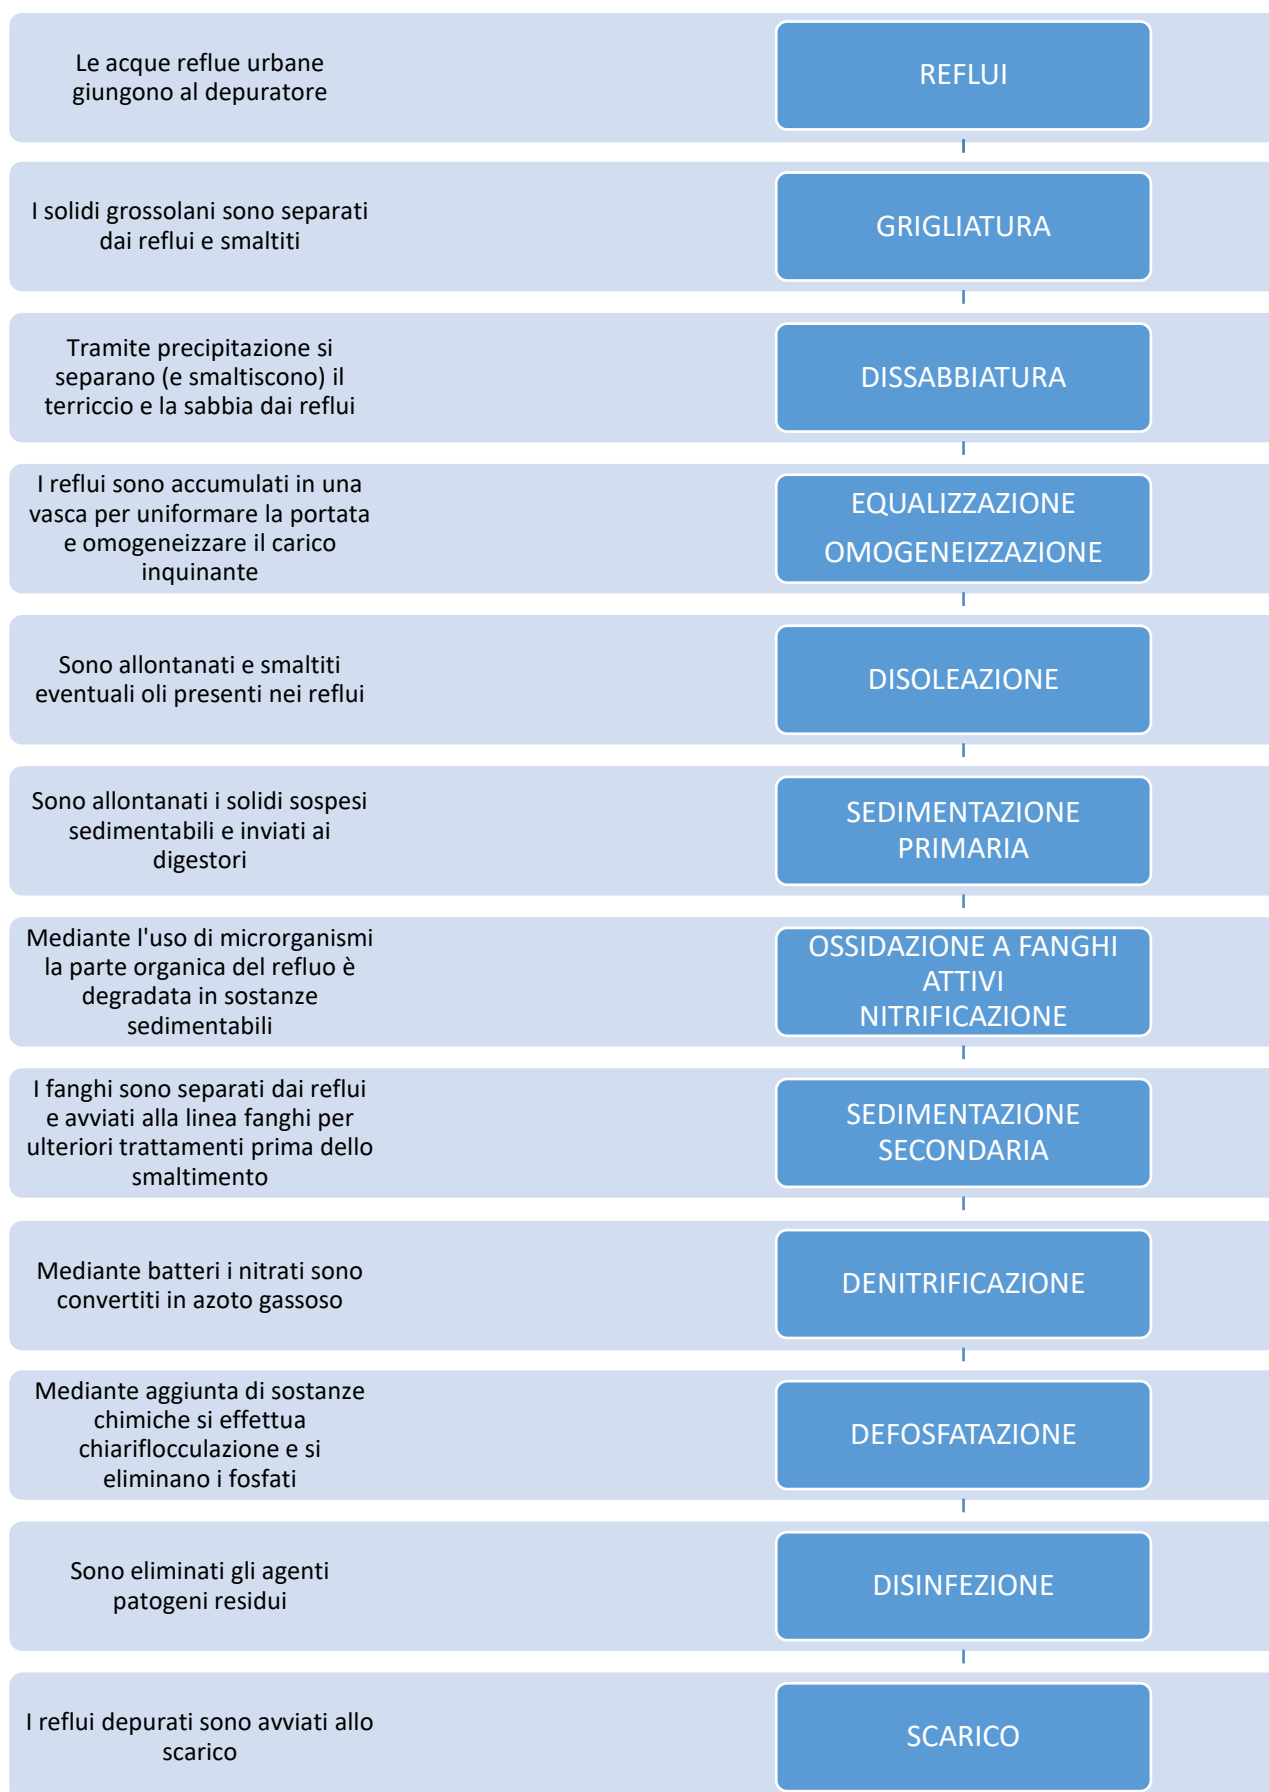 Le acque reflue urbane
giungono al depuratore
REFLUI
I solidi grossolani sono separati
dai reflui e smaltiti
GRIGLIATURA
Tramite precipitazione si
separano (e smaltiscono) il
terriccio e la sabbia dai reflui
DISSABBIATURA
I reflui sono accumulati in una
vasca per uniformare la portata
e omogeneizzare il carico
inquinante
EQUALIZZAZIONE
OMOGENEIZZAZIONE
Sono allontanati e smaltiti
eventuali oli presenti nei reflui
DISOLEAZIONE
Sono allontanati i solidi sospesi
sedimentabili e inviati ai
digestori
SEDIMENTAZIONE
PRIMARIA
Mediante l'uso di microrganismi
la parte organica del refluo è
degradata in sostanze
sedimentabili
OSSIDAZIONE A FANGHI
ATTIVI
NITRIFICAZIONE
I fanghi sono separati dai reflui
e avviati alla linea fanghi per
ulteriori trattamenti prima dello
smaltimento
SEDIMENTAZIONE
SECONDARIA
Mediante batteri i nitrati sono
convertiti in azoto gassoso
DENITRIFICAZIONE
Mediante aggiunta di sostanze
chimiche si effettua
chiariflocculazione e si
eliminano i fosfati
DEFOSFATAZIONE
Sono eliminati gli agenti
patogeni residui
DISINFEZIONE
I reflui depurati sono avviati allo
scarico
SCARICO